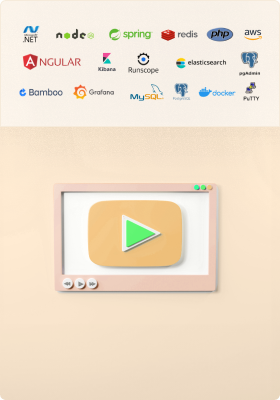 .NET node spring redis php aws
ANGULAR Kibana Runscope elasticsearch pgAdmin
Bamboo Grafana MySQL PostgreSQL docker PuTTY